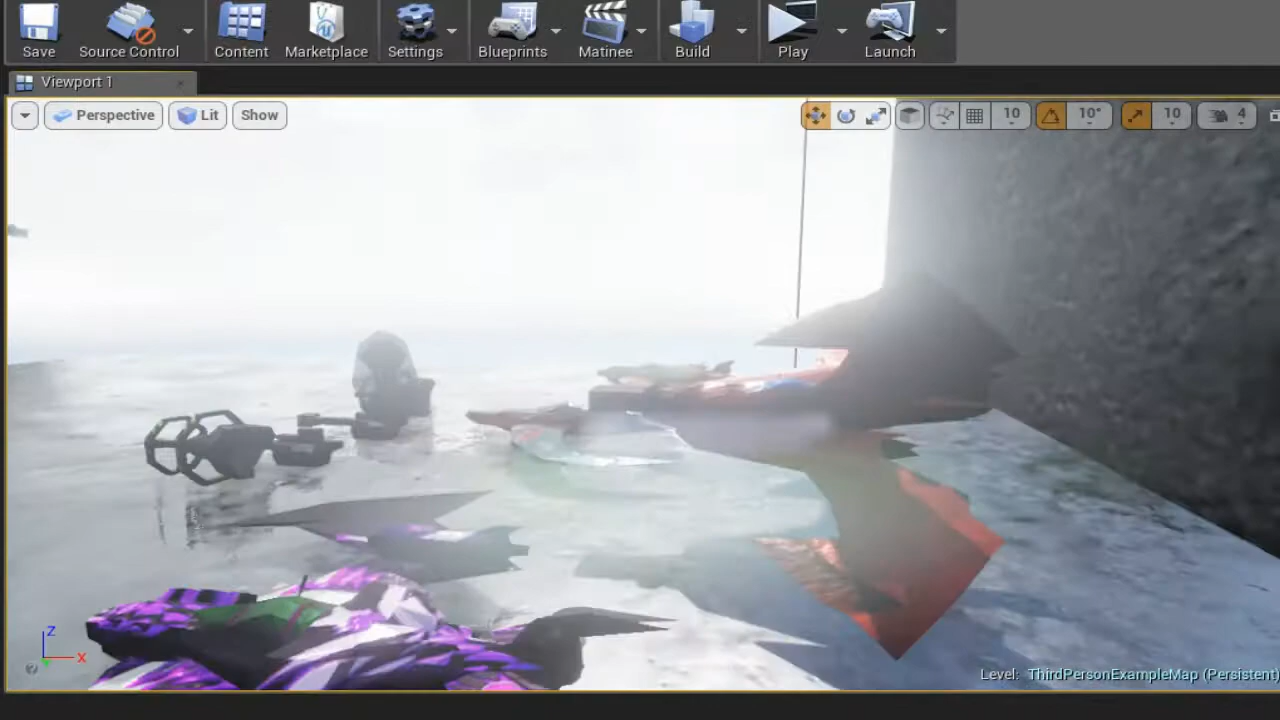 Save
Source Control
Content
Marketplace
Settings
Blueprints
Matinee
Build
Play
Launch
Viewport 1
Perspective
Lit
Show
10
10°
10
4
Z
X
?
Level: ThirdPersonExampleMap (Persistent)